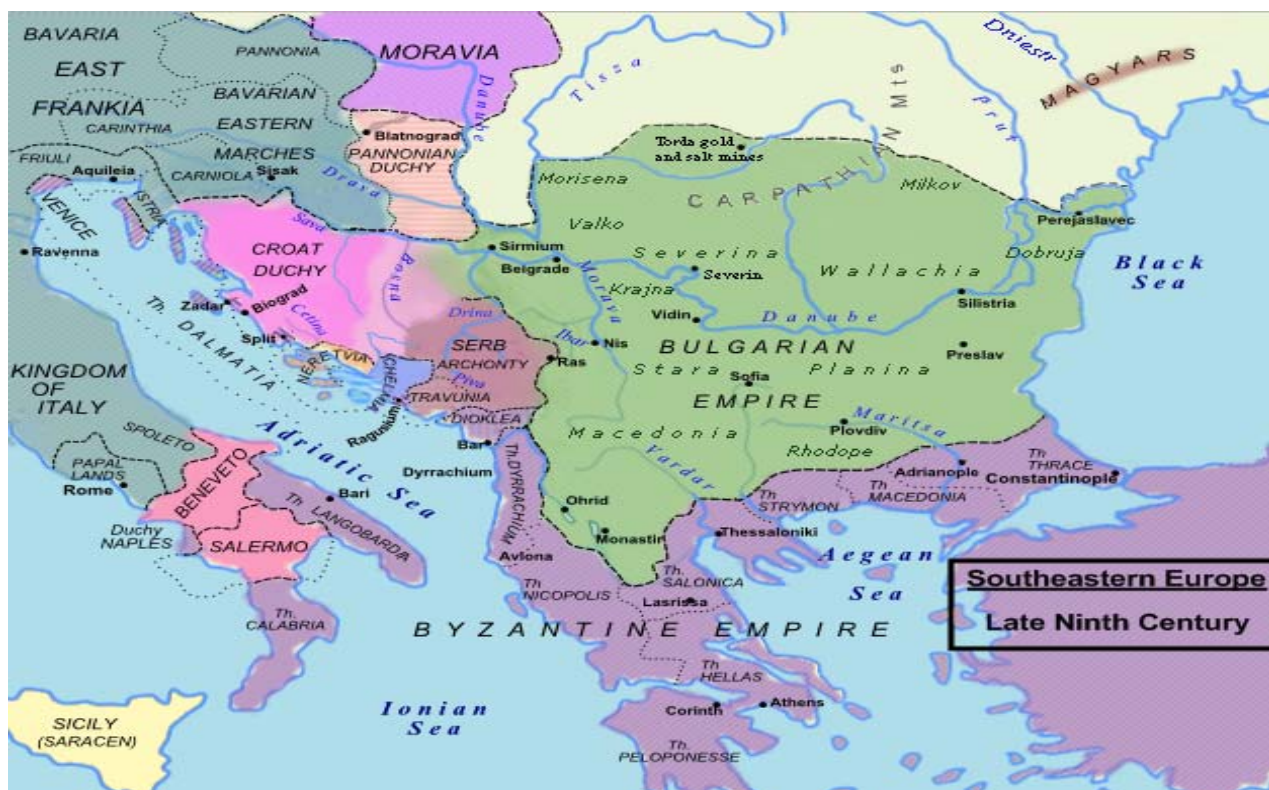 BAVARIA
EAST
FRANKIA
CARINTHIA
PANNONIA
BAVARIAN
EASTERN
MARCHES
MORAVIA
Danube
Tisza
Dniestr
MAGYARS
Prut
CARPATHIAN Mts
Torda gold
and salt mines
Blatnograd
PANNONIAN
DUCHY
Drava
FRIULI
Aquileia
CARNIOLA
Sisak
ISTRIA
VENICE
Ravenna
Morisena
Milkov
Valko
Perejaslavec
Sava
CROAT
DUCHY
Bosna
Sirmium
Belgrade
Morava
Severina
Severin
Wallachia
Dobruja
Black
Sea
Krajna
Silistria
Zadar
Biograd
Cetina
Drina
Vidin
Danube
Th. DALMATIA
Split
NERETVIA
SERB
ARCHONTY
Ibar
Nis
Ras
BULGARIAN
Preslav
KINGDOM
OF
ITALY
CHELMIA
Piva
TRAVUNIA
Stara Planina
Sofia
EMPIRE
Ragusium
DIOKLEA
Maritsa
Plovdiv
SPOLETO
Adriatic Sea
Bar
Macedonia
Rhodope
PAPAL
LANDS
Rome
BENEVETO
Dyrrachium
Th.DYRRACHIUM
Vardar
Adrianople
Th
THRACE
Constantinople
Bari
Th LANGOBARDIA
Ohrid
Th
STRYMON
Th
MACEDONIA
Duchy
NAPLES
SALERMO
Monastir
Thessaloniki
Avlona
Aegean
Sea
Th.
SALONICA
Th
NICOPOLIS
Lasrissa
Southeastern Europe
Late Ninth Century
Th.
CALABRIA
BYZANTINE EMPIRE
Th
HELLAS
Ionian
Sea
Corinth
Athens
SICILY
(SARACEN)
Th.
PELOPONESSE